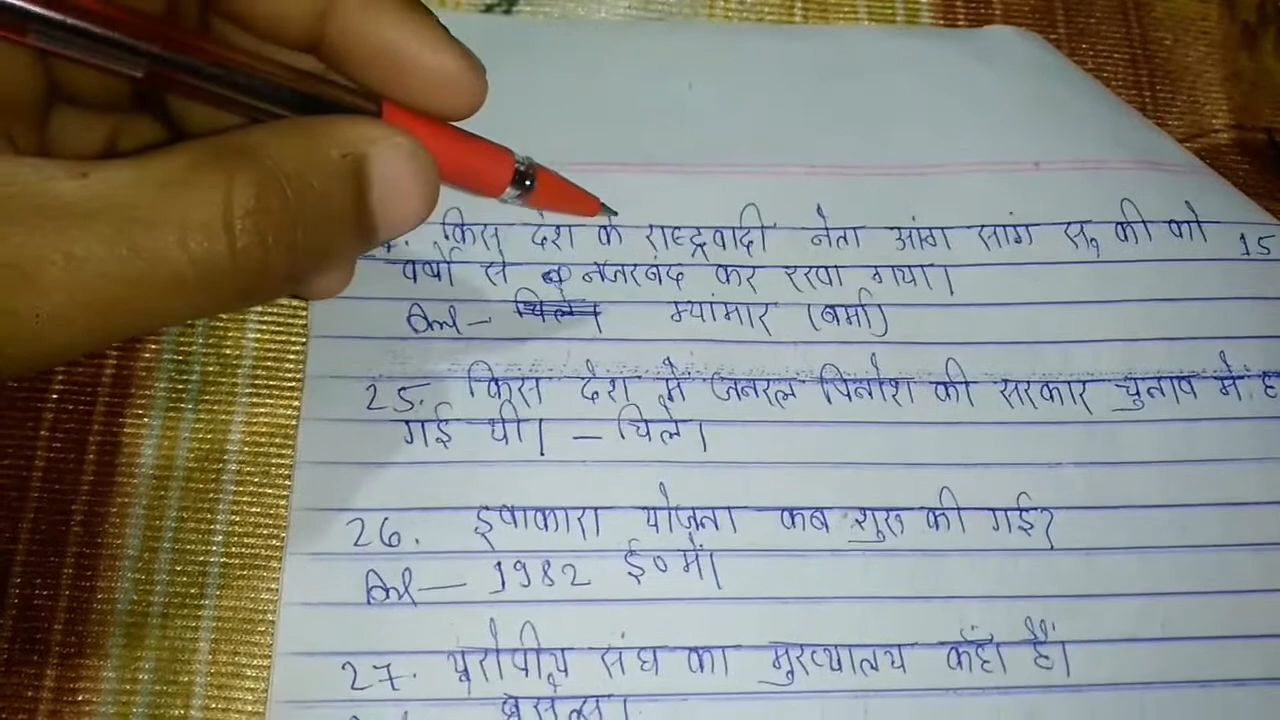 किस देश के राष्ट्रवादी नेता आंग सांग सू की को 15
वर्षो से नजरबंद कर रखा गया।
Ans- म्यांमार (बर्मा)
25. किस देश में जनरल पिनोशे की सरकार चुनाव में
गई थी। - चिले।
26. इवाकारा योजना कब शुरु की गई?
Ans- 1982 ई० में।
27. यूरोपीय संघ का मुख्यालय कहाँ है।
ब्रुसेल्स।